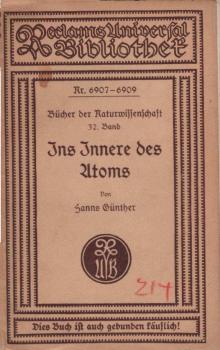 Reclams Universal
Bibliothek
Nr. 6907–6909
Bücher der Naturwissenschaft
32. Band
Ins Innere des
Atoms
Von
Hanns Günther
214
Dies Buch ist auch gebunden käuflich!